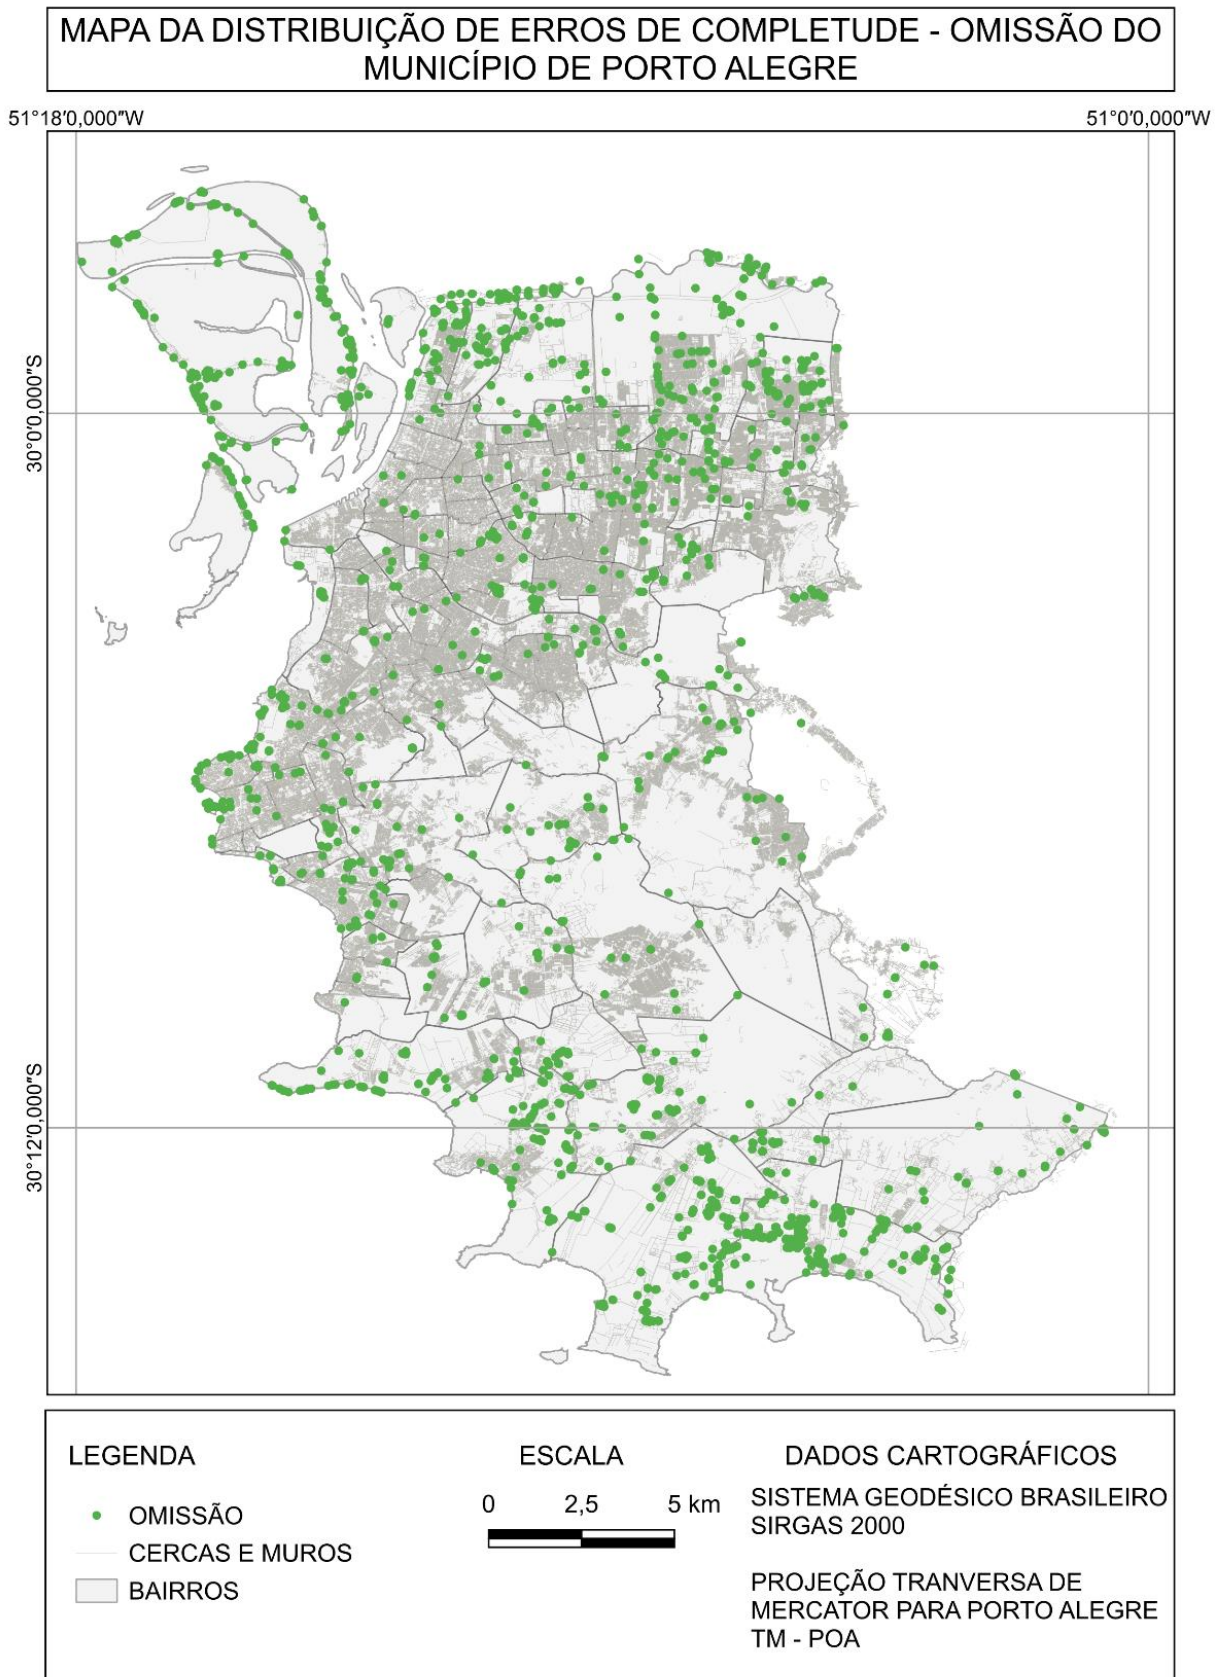 MAPA DA DISTRIBUIÇÃO DE ERROS DE COMPLETUDE - OMISSÃO DO
MUNICÍPIO DE PORTO ALEGRE
51°18'0,000"W
51°0'0,000"W
30°0'0,000"S
30°12'0,000"S
LEGENDA
OMISSÃO
CERCAS E MUROS
BAIRROS
ESCALA
0 2,5 5 km
DADOS CARTOGRÁFICOS
SISTEMA GEODÉSICO BRASILEIRO
SIRGAS 2000
PROJEÇÃO TRANVERSA DE
MERCATOR PARA PORTO ALEGRE
TM - POA